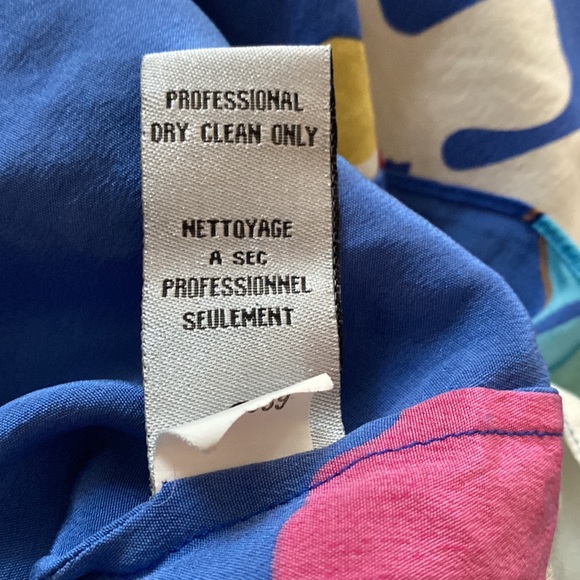 PROFESSIONAL
DRY CLEAN ONLY
NETTOYAGE
A SEC
PROFESSIONNEL
SEULEMENT